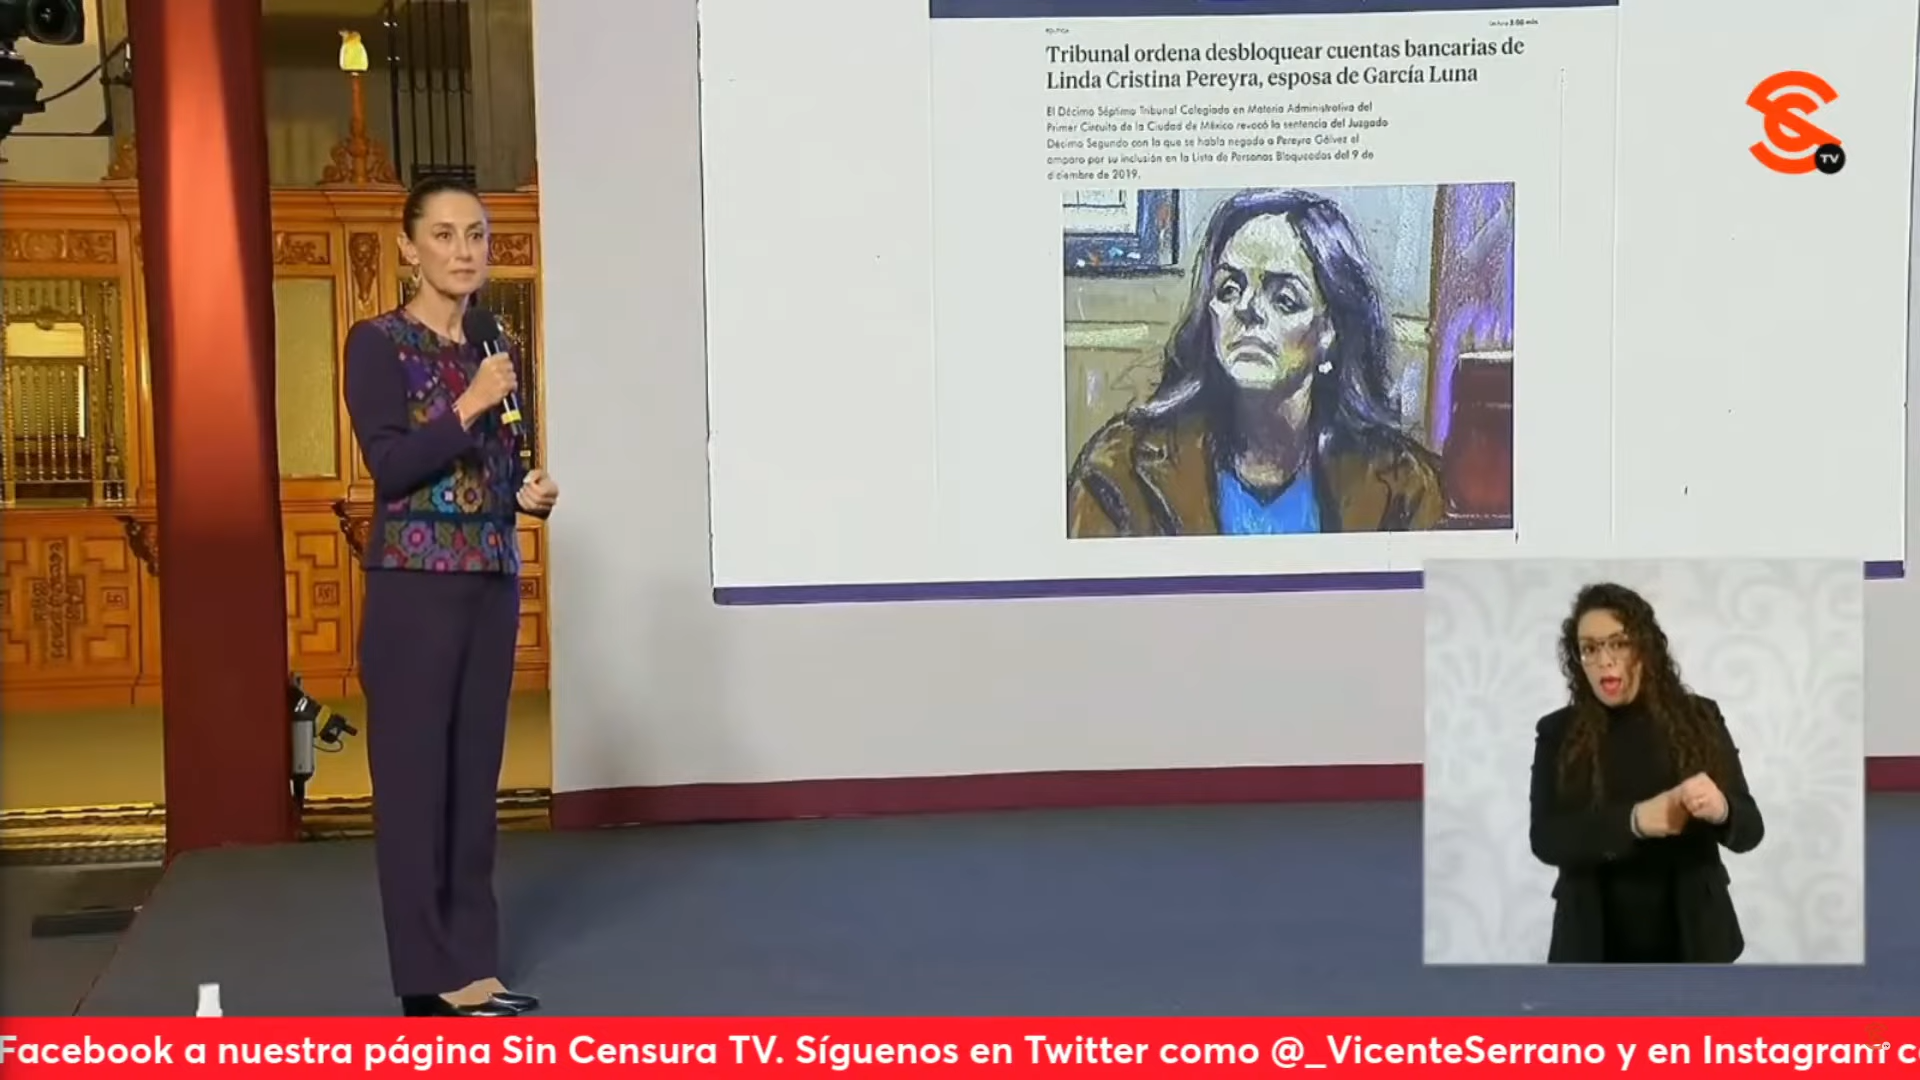 POLÍTICA
Tribunal ordena desbloquear cuentas bancarias de
Linda Cristina Pereyra, esposa de García Luna
El Décimo Séptimo Tribunal Colegiado en Materia Administrativa del
Primer Circuito de la Ciudad de México revocó la sentencia del Juzgado
Décimo Segundo con la que se había negado a Pereyra Gálvez el
amparo por su inclusión en la Lista de Personas Bloqueadas del 9 de
diciembre de 2019.
TV
Facebook a nuestra página Sin Censura TV. Síguenos en Twitter como @_VicenteSerrano y en Instagram c